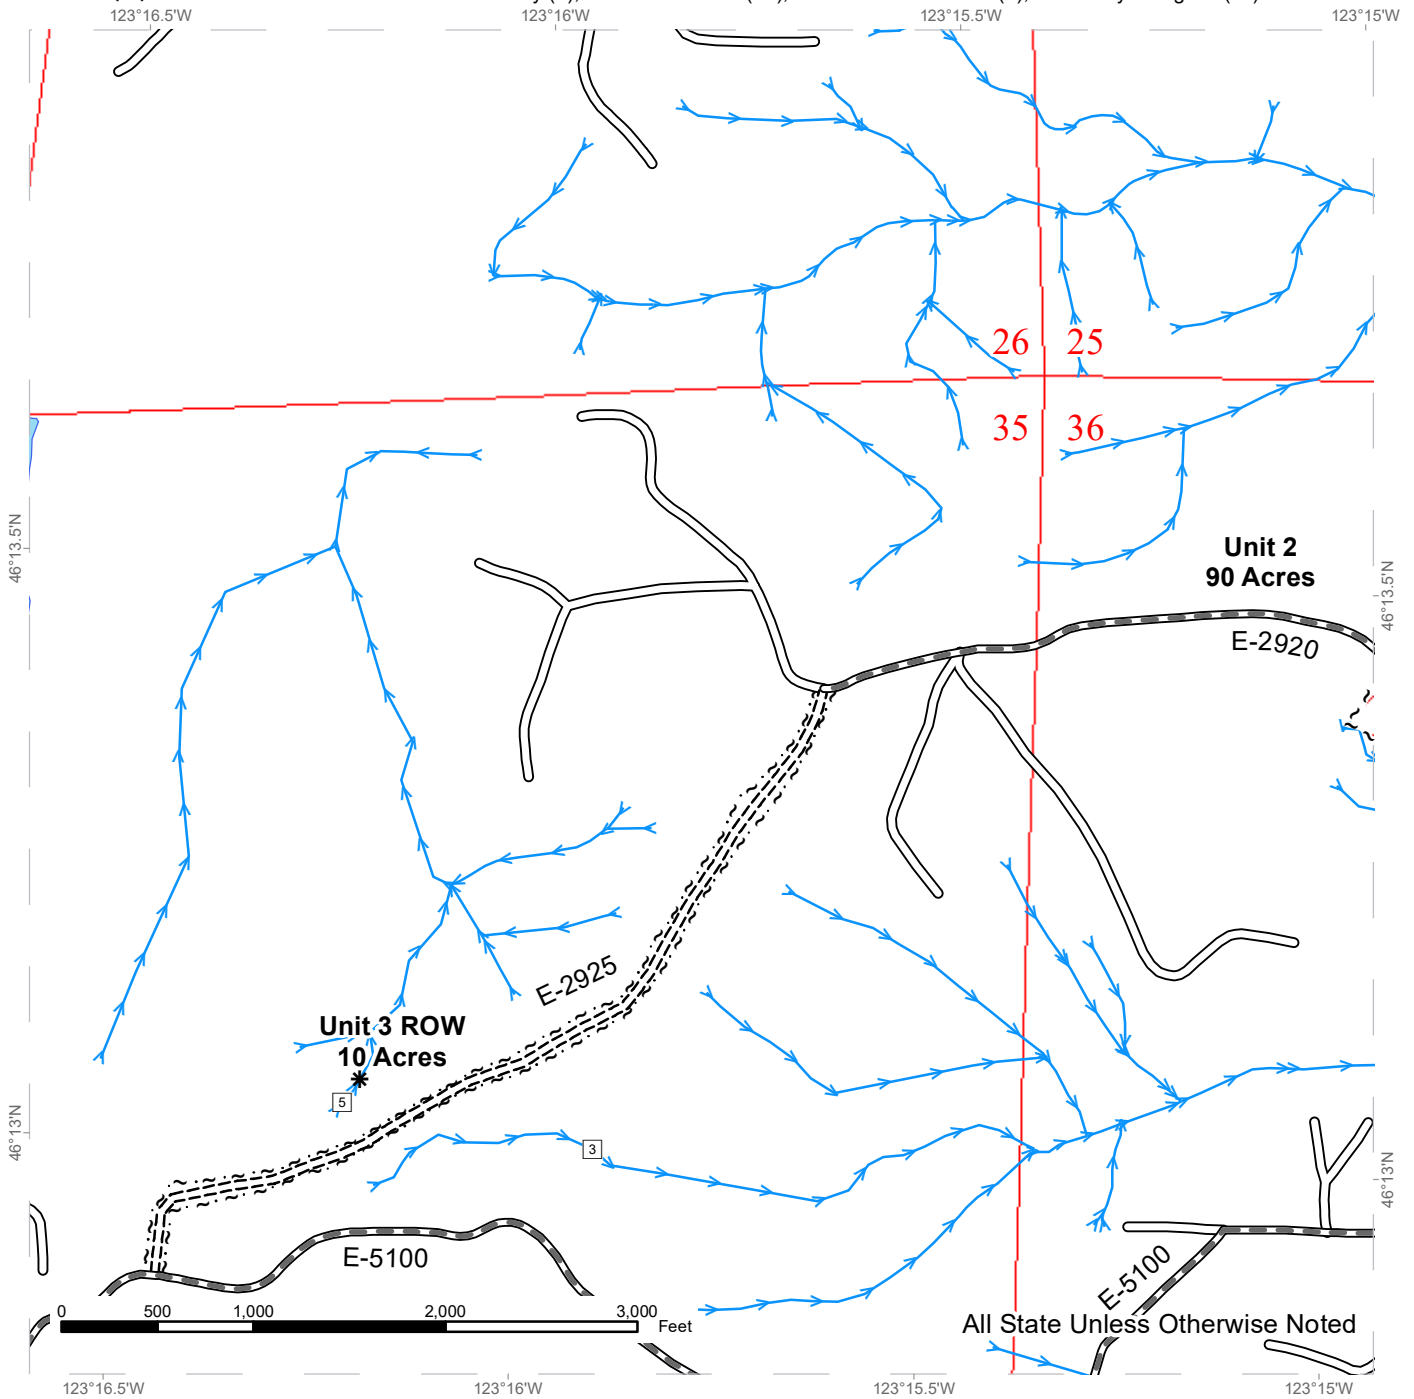 123°16.5'W
123°16'W
123°15.5'W
123°15'W
26
25
35
36
46°13.5'N
Unit 2
90 Acres
46°13.5'N
E-2920
E-2925
Unit 3 ROW
10 Acres
5
3
46°13'N
46°13'N
E-5100
E-5100
0 500 1,000 2,000 3,000
Feet
All State Unless Otherwise Noted
123°16.5'W
123°16'W
123°15.5'W
123°15'W